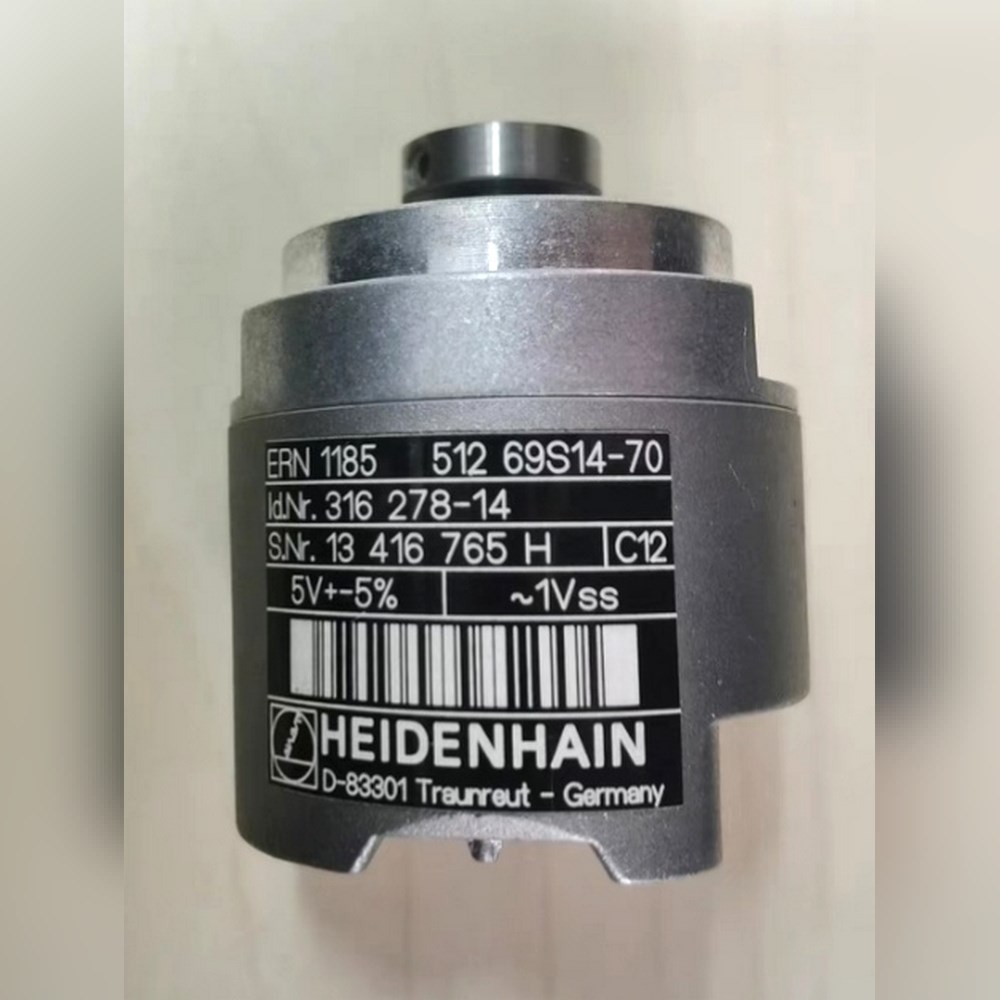 ERN 1185 512 69S14-70
Id.Nr. 316 278-14
S.Nr. 13 416 765 H C12
5V+-5% ~1Vss
HEIDENHAIN
D-83301 Traunreut - Germany